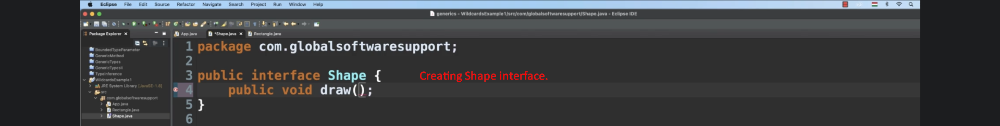 Eclipse File Edit Source Refactor Navigate Search Project Run Window Help
generics - WildcardsExample1/src/com/globalsoftwaresupport/Shape.java - Eclipse IDE
Package Explorer
App.java *Shape.java Rectangle.java
BoundedTypeParameter
GenericMethod
GenericTypes
GenericTypesII
TypeInference
WildcardsExample1
JRE System Library [JavaSE-1.8]
src
com.globalsoftwaresupport
App.java
Rectangle.java
Shape.java
1 package com.globalsoftwaresupport;
2
3 public interface Shape {
Creating Shape interface.
4 public void draw();
5 }
6